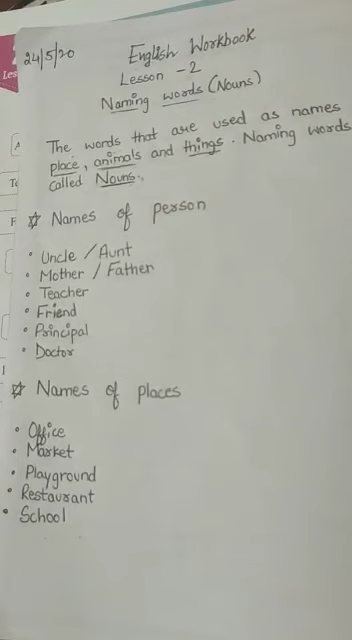 24/5/20
English Workbook
Lesson - 2
Naming words (Nouns)
The words that are used as names
place, animals and things. Naming words
called Nouns.
☆ Names of person
• Uncle / Aunt
• Mother / Father
• Teacher
• Friend
• Principal
• Doctor
☆ Names of places
• Office
• Market
• Playground
• Restaurant
• School